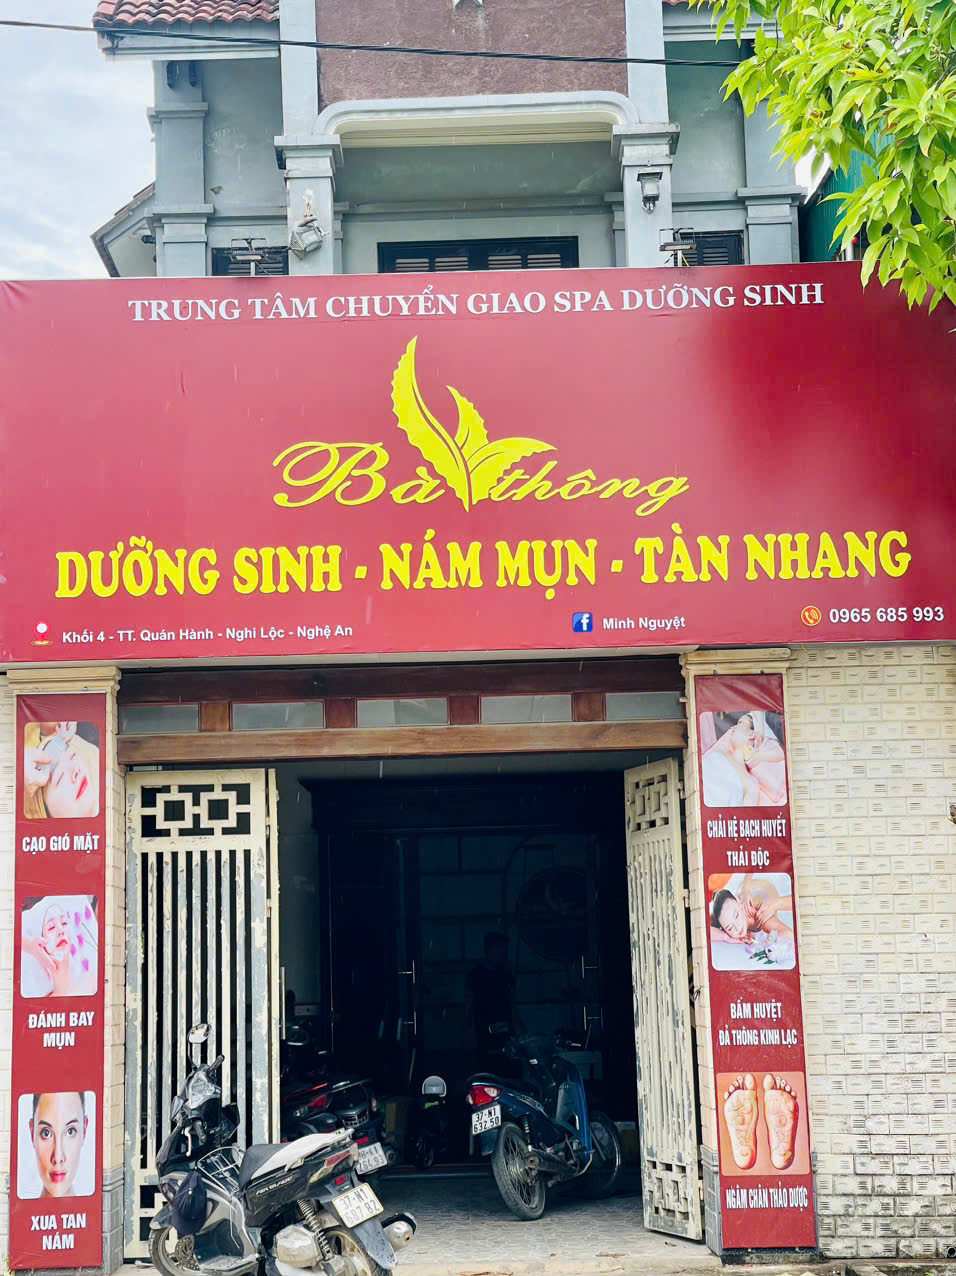 TRUNG TÂM CHUYỂN GIAO SPA DƯỠNG SINH
Bà thông
DƯỠNG SINH - NÁM MỤN - TÀN NHANG
Khối 4 - TT. Quán Hành - Nghi Lộc - Nghệ An
Minh Nguyệt
0965 685 993
CẠO GIÓ MẶT
ĐÁNH BAY
MỤN
XUA TAN
NÁM
CHẢI HỆ BẠCH HUYẾT
THẢI ĐỘC
BẤM HUYỆT
ĐẢ THÔNG KINH LẠC
NGÂM CHÂN THẢO DƯỢC
37-N1
632.50
37-N1